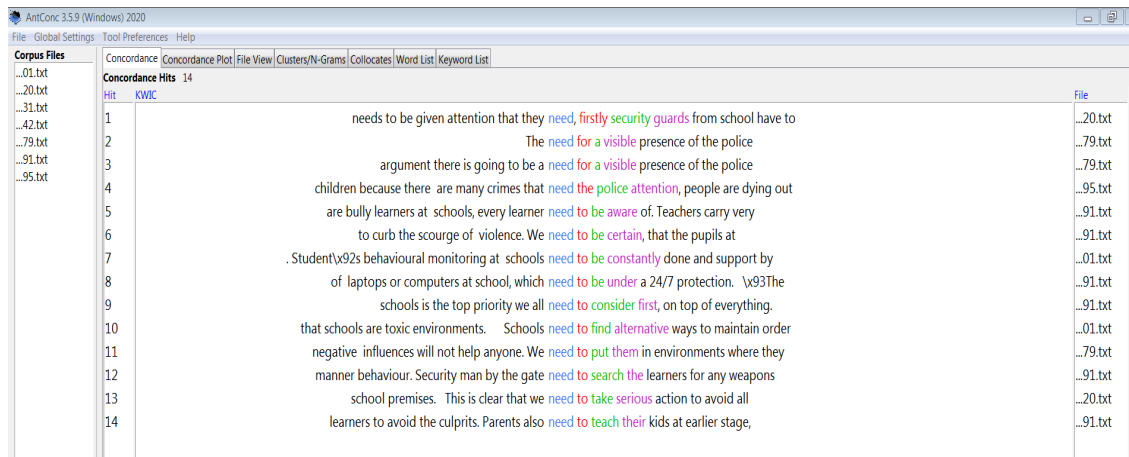 AntConc 3.5.9 (Windows) 2020
File Global Settings Tool Preferences Help
Corpus Files
...01.txt
...20.txt
...31.txt
...42.txt
...79.txt
...91.txt
...95.txt
Concordance Concordance Plot File View Clusters/N-Grams Collocates Word List Keyword List
Concordance Hits 14
Hit KWIC File
1 needs to be given attention that they need, firstly security guards from school have to ...20.txt
2 The need for a visible presence of the police ...79.txt
3 argument there is going to be a need for a visible presence of the police ...79.txt
4 children because there are many crimes that need the police attention, people are dying out ...95.txt
5 are bully learners at schools, every learner need to be aware of. Teachers carry very ...91.txt
6 to curb the scourge of violence. We need to be certain, that the pupils at ...91.txt
7 . Student\x92s behavioural monitoring at schools need to be constantly done and support by ...01.txt
8 of laptops or computers at school, which need to be under a 24/7 protection. \x93The ...91.txt
9 schools is the top priority we all need to consider first, on top of everything. ...91.txt
10 that schools are toxic environments. Schools need to find alternative ways to maintain order ...01.txt
11 negative influences will not help anyone. We need to put them in environments where they ...79.txt
12 manner behaviour. Security man by the gate need to search the learners for any weapons ...91.txt
13 school premises. This is clear that we need to take serious action to avoid all ...20.txt
14 learners to avoid the culprits. Parents also need to teach their kids at earlier stage, ...91.txt